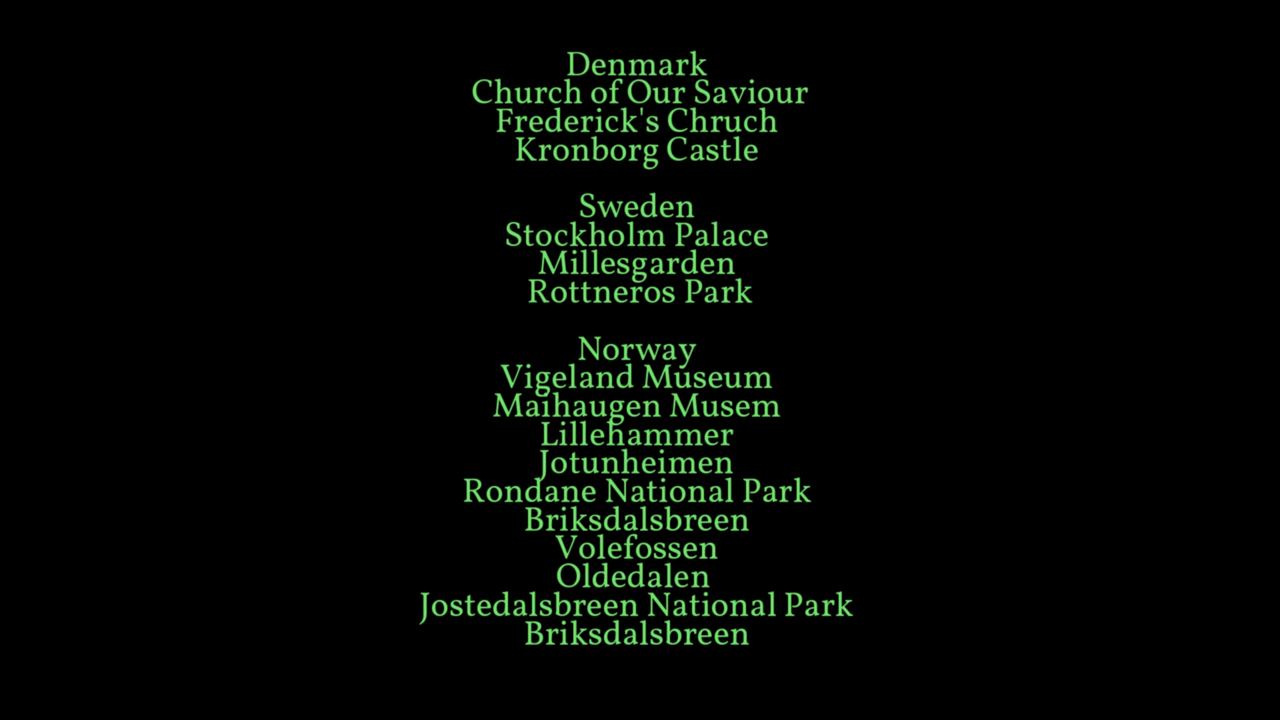 Denmark
Church of Our Saviour
Frederick's Chruch
Kronborg Castle
Sweden
Stockholm Palace
Millesgarden
Rottneros Park
Norway
Vigeland Museum
Maihaugen Musem
Lillehammer
Jotunheimen
Rondane National Park
Briksdalsbreen
Volefossen
Oldedalen
Jostedalsbreen National Park
Briksdalsbreen